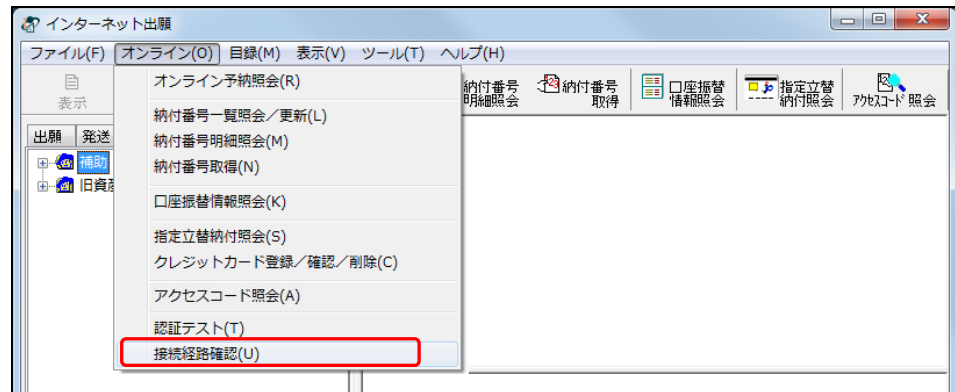 インターネット出願
ファイル(F) オンライン(O) 目録(M) 表示(V) ツール(T) ヘルプ(H)
表示
納付番号
明細照会
納付番号
取得
口座振替
情報照会
指定立替
納付照会
アクセスコード照会
出願 発送
補助
旧資産
オンライン予納照会(R)
納付番号一覧照会／更新(L)
納付番号明細照会(M)
納付番号取得(N)
口座振替情報照会(K)
指定立替納付照会(S)
クレジットカード登録／確認／削除(C)
アクセスコード照会(A)
認証テスト(T)
接続経路確認(U)